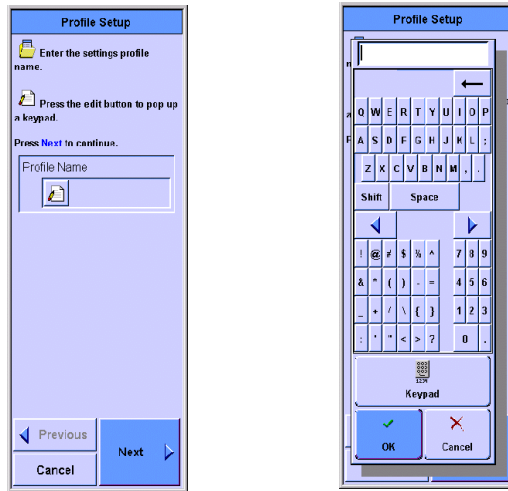 Profile Setup
Enter the settings profile
name.
Press the edit button to pop up
a keypad.
Press Next to continue.
Profile Name
Previous
Next
Cancel
Profile Setup
Q W E R T Y U I O P
A S D F G H J K L ;
Z X C V B N M , .
Shift Space
! @ # $ % ^ 7 8 9
& * ( ) - = 4 5 6
_ + / \ { } 1 2 3
: ' " < > ? 0 .
1234
Keypad
OK Cancel